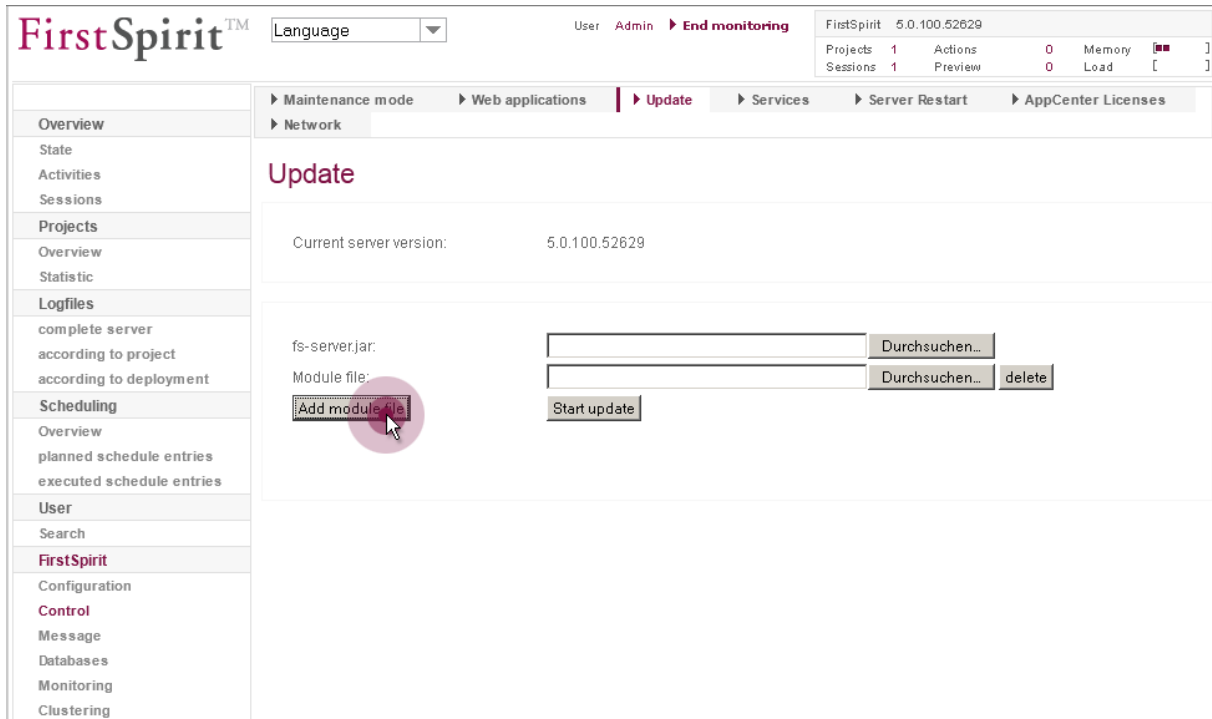 FirstSpirit™
Language
User Admin End monitoring
FirstSpirit 5.0.100.52629
Projects 1 Actions 0 Memory [ ]
Sessions 1 Preview 0 Load [ ]
Maintenance mode Web applications Update Services Server Restart AppCenter Licenses
Network
Overview
State
Activities
Sessions
Projects
Overview
Statistic
Logfiles
complete server
according to project
according to deployment
Scheduling
Overview
planned schedule entries
executed schedule entries
User
Search
FirstSpirit
Configuration
Control
Message
Databases
Monitoring
Clustering
Update
Current server version: 5.0.100.52629
fs-server.jar: Durchsuchen...
Module file: Durchsuchen... delete
Add module file Start update